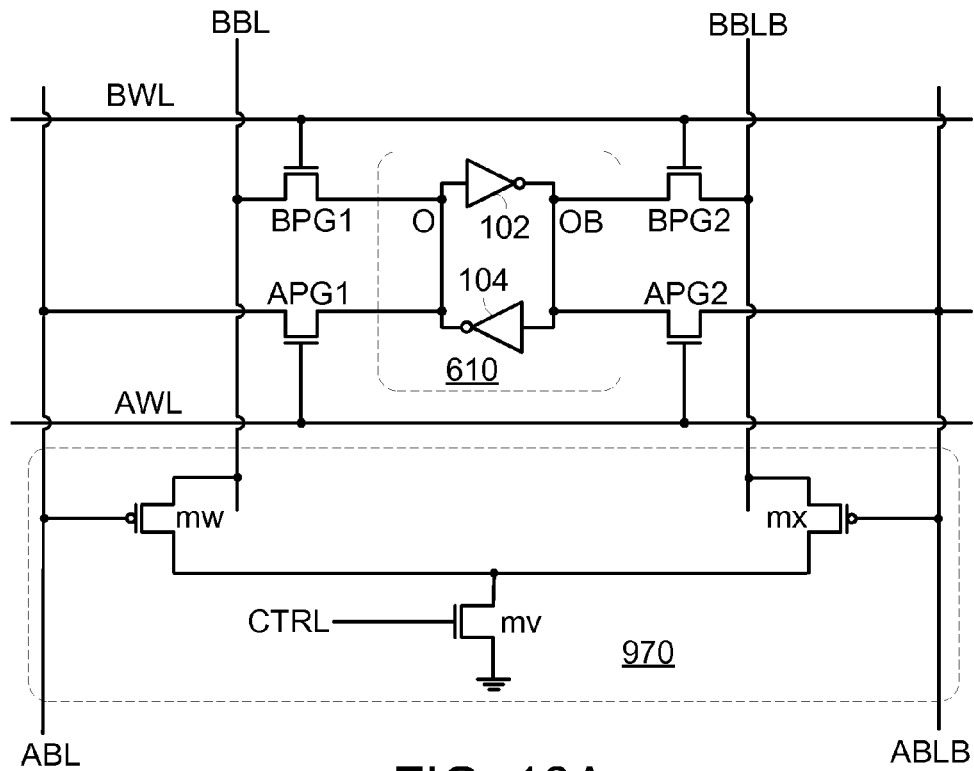 BBL
BBLB
BWL
BPG1
O
102
OB
BPG2
APG1
104
APG2
610
AWL
mw
mx
CTRL
mv
970
ABL
ABLB